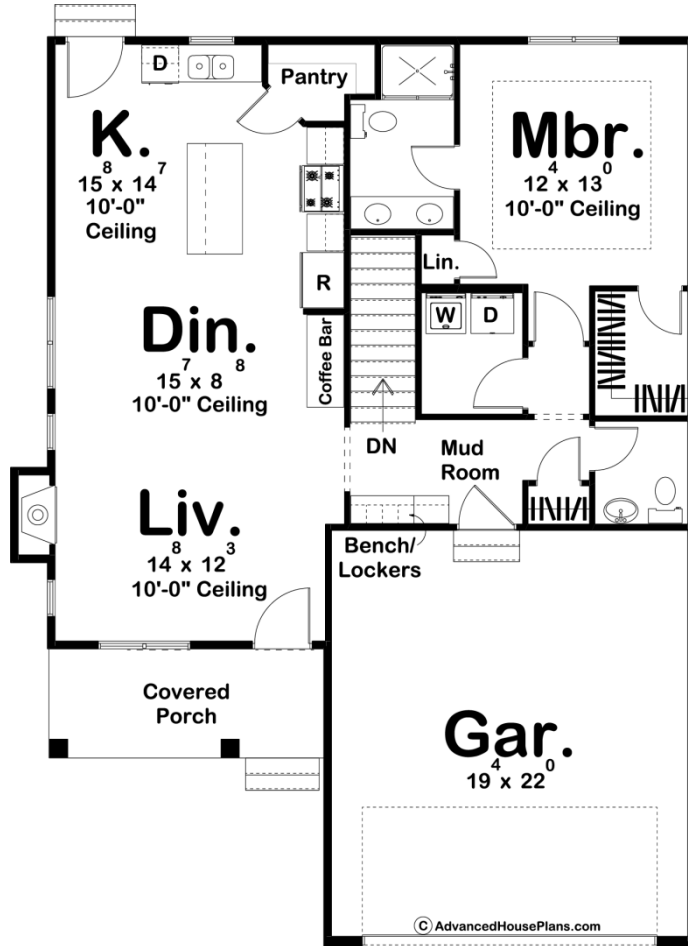 D
Pantry
K.
15⁸ x 14⁷
10'-0"
Ceiling
Mbr.
12⁴ x 13⁰
10'-0" Ceiling
Lin.
R
W D
Din.
15⁷ x 8⁸
10'-0" Ceiling
Coffee Bar
DN
Mud
Room
Liv.
14⁸ x 12³
10'-0" Ceiling
Bench/
Lockers
Covered
Porch
Gar.
19⁴ x 22⁰
© AdvancedHousePlans.com